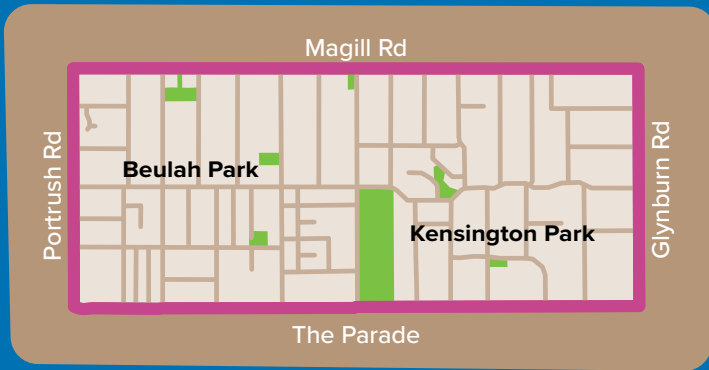 Magill Rd
Portrush Rd
Beulah Park
Kensington Park
Glynburn Rd
The Parade